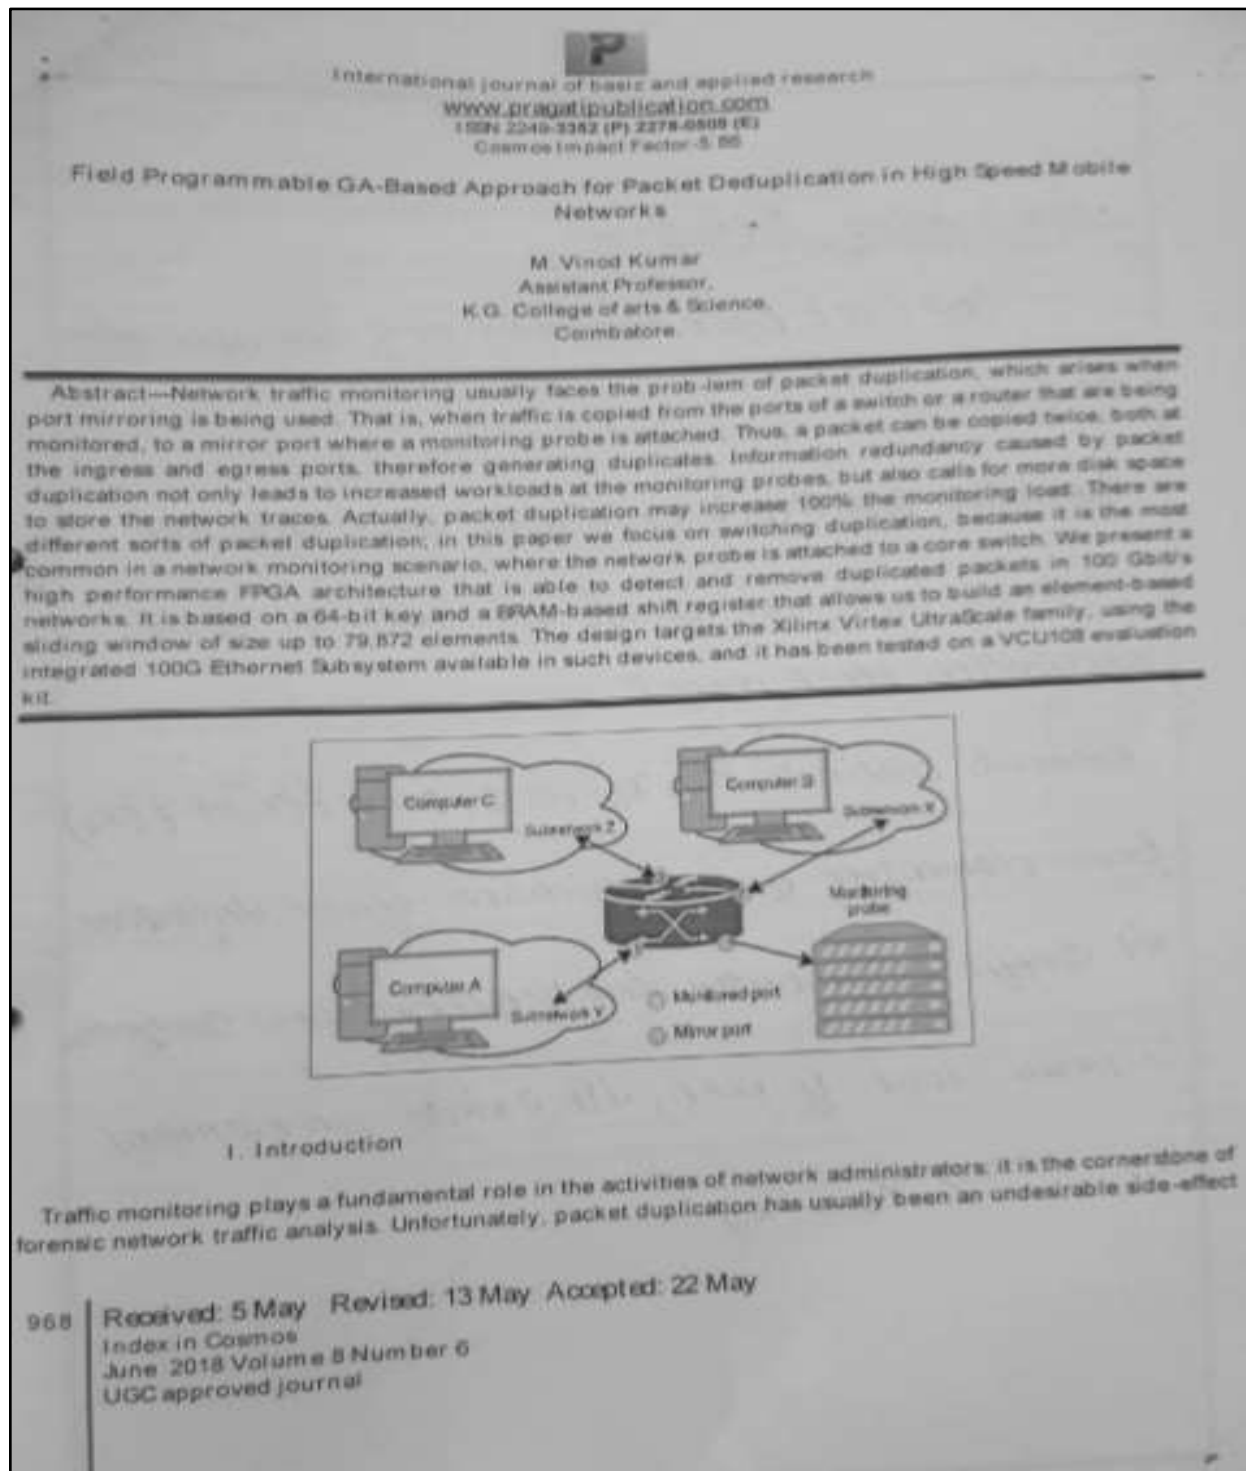 P
International journal of basic and applied research
www.pragatipublication.com
ISSN 2249-3352 (P) 2278-0505 (E)
Cosmos Impact Factor-5.86
Field Programmable GA-Based Approach for Packet Deduplication in High Speed Mobile
Networks
M. Vinod Kumar
Assistant Professor,
K.G. College of arts & Science,
Coimbatore.
Abstract—Network traffic monitoring usually faces the prob-lem of packet duplication, which arises when
port mirroring is being used. That is, when traffic is copied from the ports of a switch or a router that are being
monitored, to a mirror port where a monitoring probe is attached. Thus, a packet can be copied twice, both at
the ingress and egress ports, therefore generating duplicates. Information redundancy caused by packet
duplication not only leads to increased workloads at the monitoring probes, but also calls for more disk space
to store the network traces. Actually, packet duplication may increase 100% the monitoring load. There are
different sorts of packet duplication; in this paper we focus on switching duplication, because it is the most
common in a network monitoring scenario, where the network probe is attached to a core switch. We present a
high performance FPGA architecture that is able to detect and remove duplicated packets in 100 Gbit/s
networks. It is based on a 64-bit key and a BRAM-based shift register that allows us to build an element-based
sliding window of size up to 79,872 elements. The design targets the Xilinx Virtex UltraScale family, using the
integrated 100G Ethernet Subsystem available in such devices, and it has been tested on a VCU108 evaluation
kit.
Computer C
Subnetwork Z
Computer B
Subnetwork X
Monitoring
probe
Computer A
Subnetwork Y
Monitored port
Mirror port
I. Introduction
Traffic monitoring plays a fundamental role in the activities of network administrators: it is the cornerstone of
forensic network traffic analysis. Unfortunately, packet duplication has usually been an undesirable side-effect
968
Received: 5 May Revised: 13 May Accepted: 22 May
Index in Cosmos
June 2018 Volume 8 Number 6
UGC approved journal